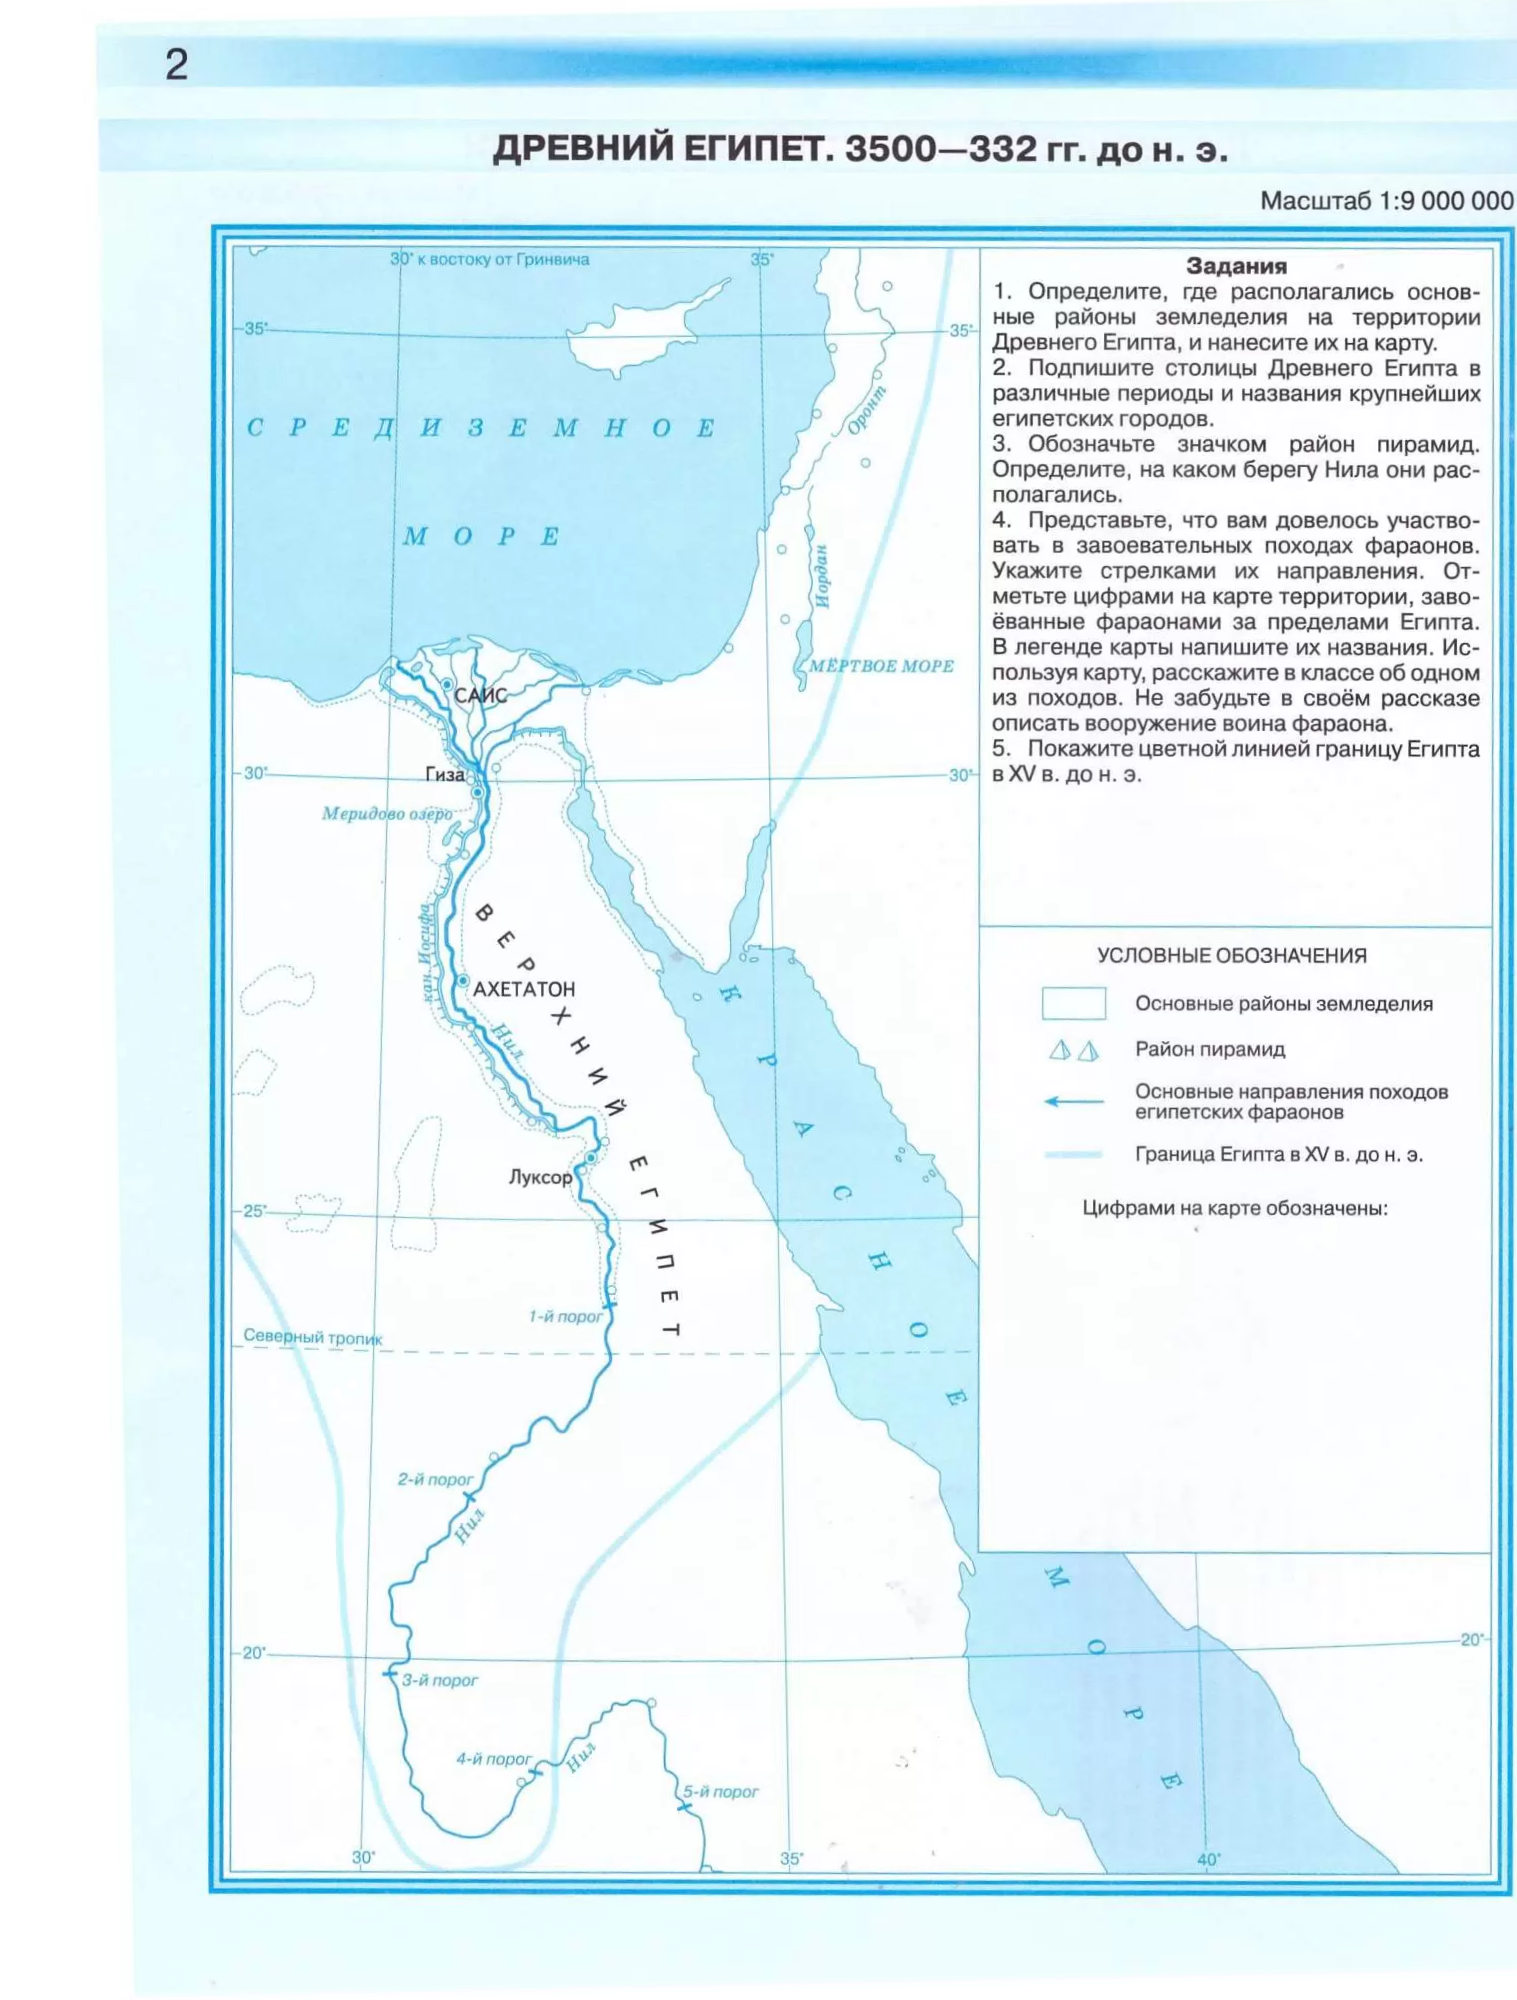 2
ДРЕВНИЙ ЕГИПЕТ. 3500—332 гг. до н. э.
Масштаб 1:9 000 000
30° к востоку от Гринвича
35°
35°
35°
СРЕДИЗЕМНОЕ
МОРЕ
Оронт
Иордан
МЁРТВОЕ МОРЕ
САИС
Гиза
30°
30°
Меридово озеро
кан. Иосифа
ВЕРХНИЙ ЕГИПЕТ
АХЕТАТОН
Нил
КРАСНОЕ
МОРЕ
Луксор
25°
1-й порог
Северный тропик
2-й порог
Нил
20°
20°
3-й порог
4-й порог
Нил
5-й порог
30°
35°
40°
Задания
1. Определите, где располагались основ-
ные районы земледелия на территории
Древнего Египта, и нанесите их на карту.
2. Подпишите столицы Древнего Египта в
различные периоды и названия крупнейших
египетских городов.
3. Обозначьте значком район пирамид.
Определите, на каком берегу Нила они рас-
полагались.
4. Представьте, что вам довелось участво-
вать в завоевательных походах фараонов.
Укажите стрелками их направления. От-
метьте цифрами на карте территории, заво-
ёванные фараонами за пределами Египта.
В легенде карты напишите их названия. Ис-
пользуя карту, расскажите в классе об одном
из походов. Не забудьте в своём рассказе
описать вооружение воина фараона.
5. Покажите цветной линией границу Египта
в XV в. до н. э.
УСЛОВНЫЕ ОБОЗНАЧЕНИЯ
Основные районы земледелия
Район пирамид
Основные направления походов
египетских фараонов
Граница Египта в XV в. до н. э.
Цифрами на карте обозначены: